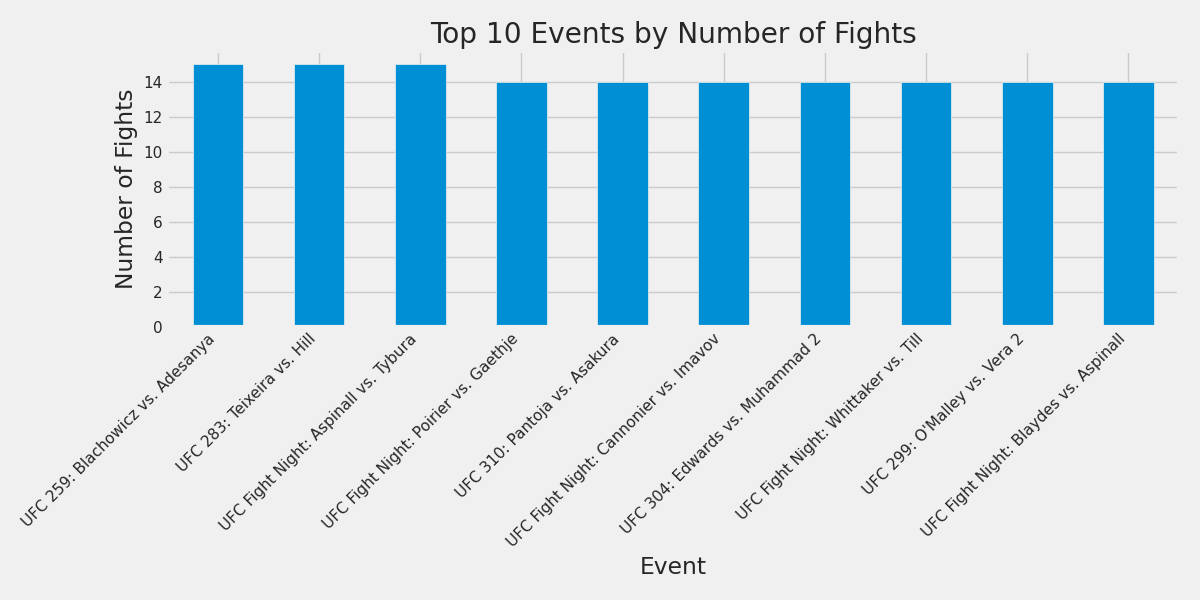 Top 10 Events by Number of Fights
Number of Fights
14
12
10
8
6
4
2
0
UFC 259: Blachowicz vs. Adesanya
UFC 283: Teixeira vs. Hill
UFC Fight Night: Aspinall vs. Tybura
UFC Fight Night: Poirier vs. Gaethje
UFC 310: Pantoja vs. Asakura
UFC Fight Night: Cannonier vs. Imavov
UFC 304: Edwards vs. Muhammad 2
UFC Fight Night: Whittaker vs. Till
UFC 299: O'Malley vs. Vera 2
UFC Fight Night: Blaydes vs. Aspinall
Event